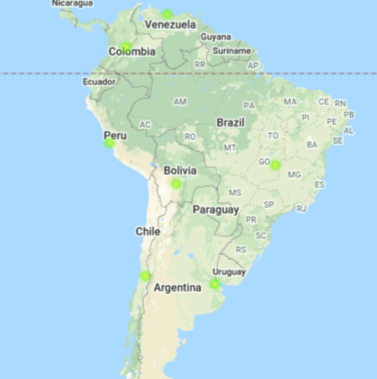 Nicaragua
Venezuela
Guyana
Colombia
Suriname
RR
AP
Ecuador
AM
PA
MA
CE
RN
PB
PI
PE
AL
AC
Brazil
TO
SE
Peru
RO
MT
BA
GO
Bolivia
MG
MS
ES
Paraguay
SP
RJ
PR
Chile
SC
RS
Uruguay
Argentina